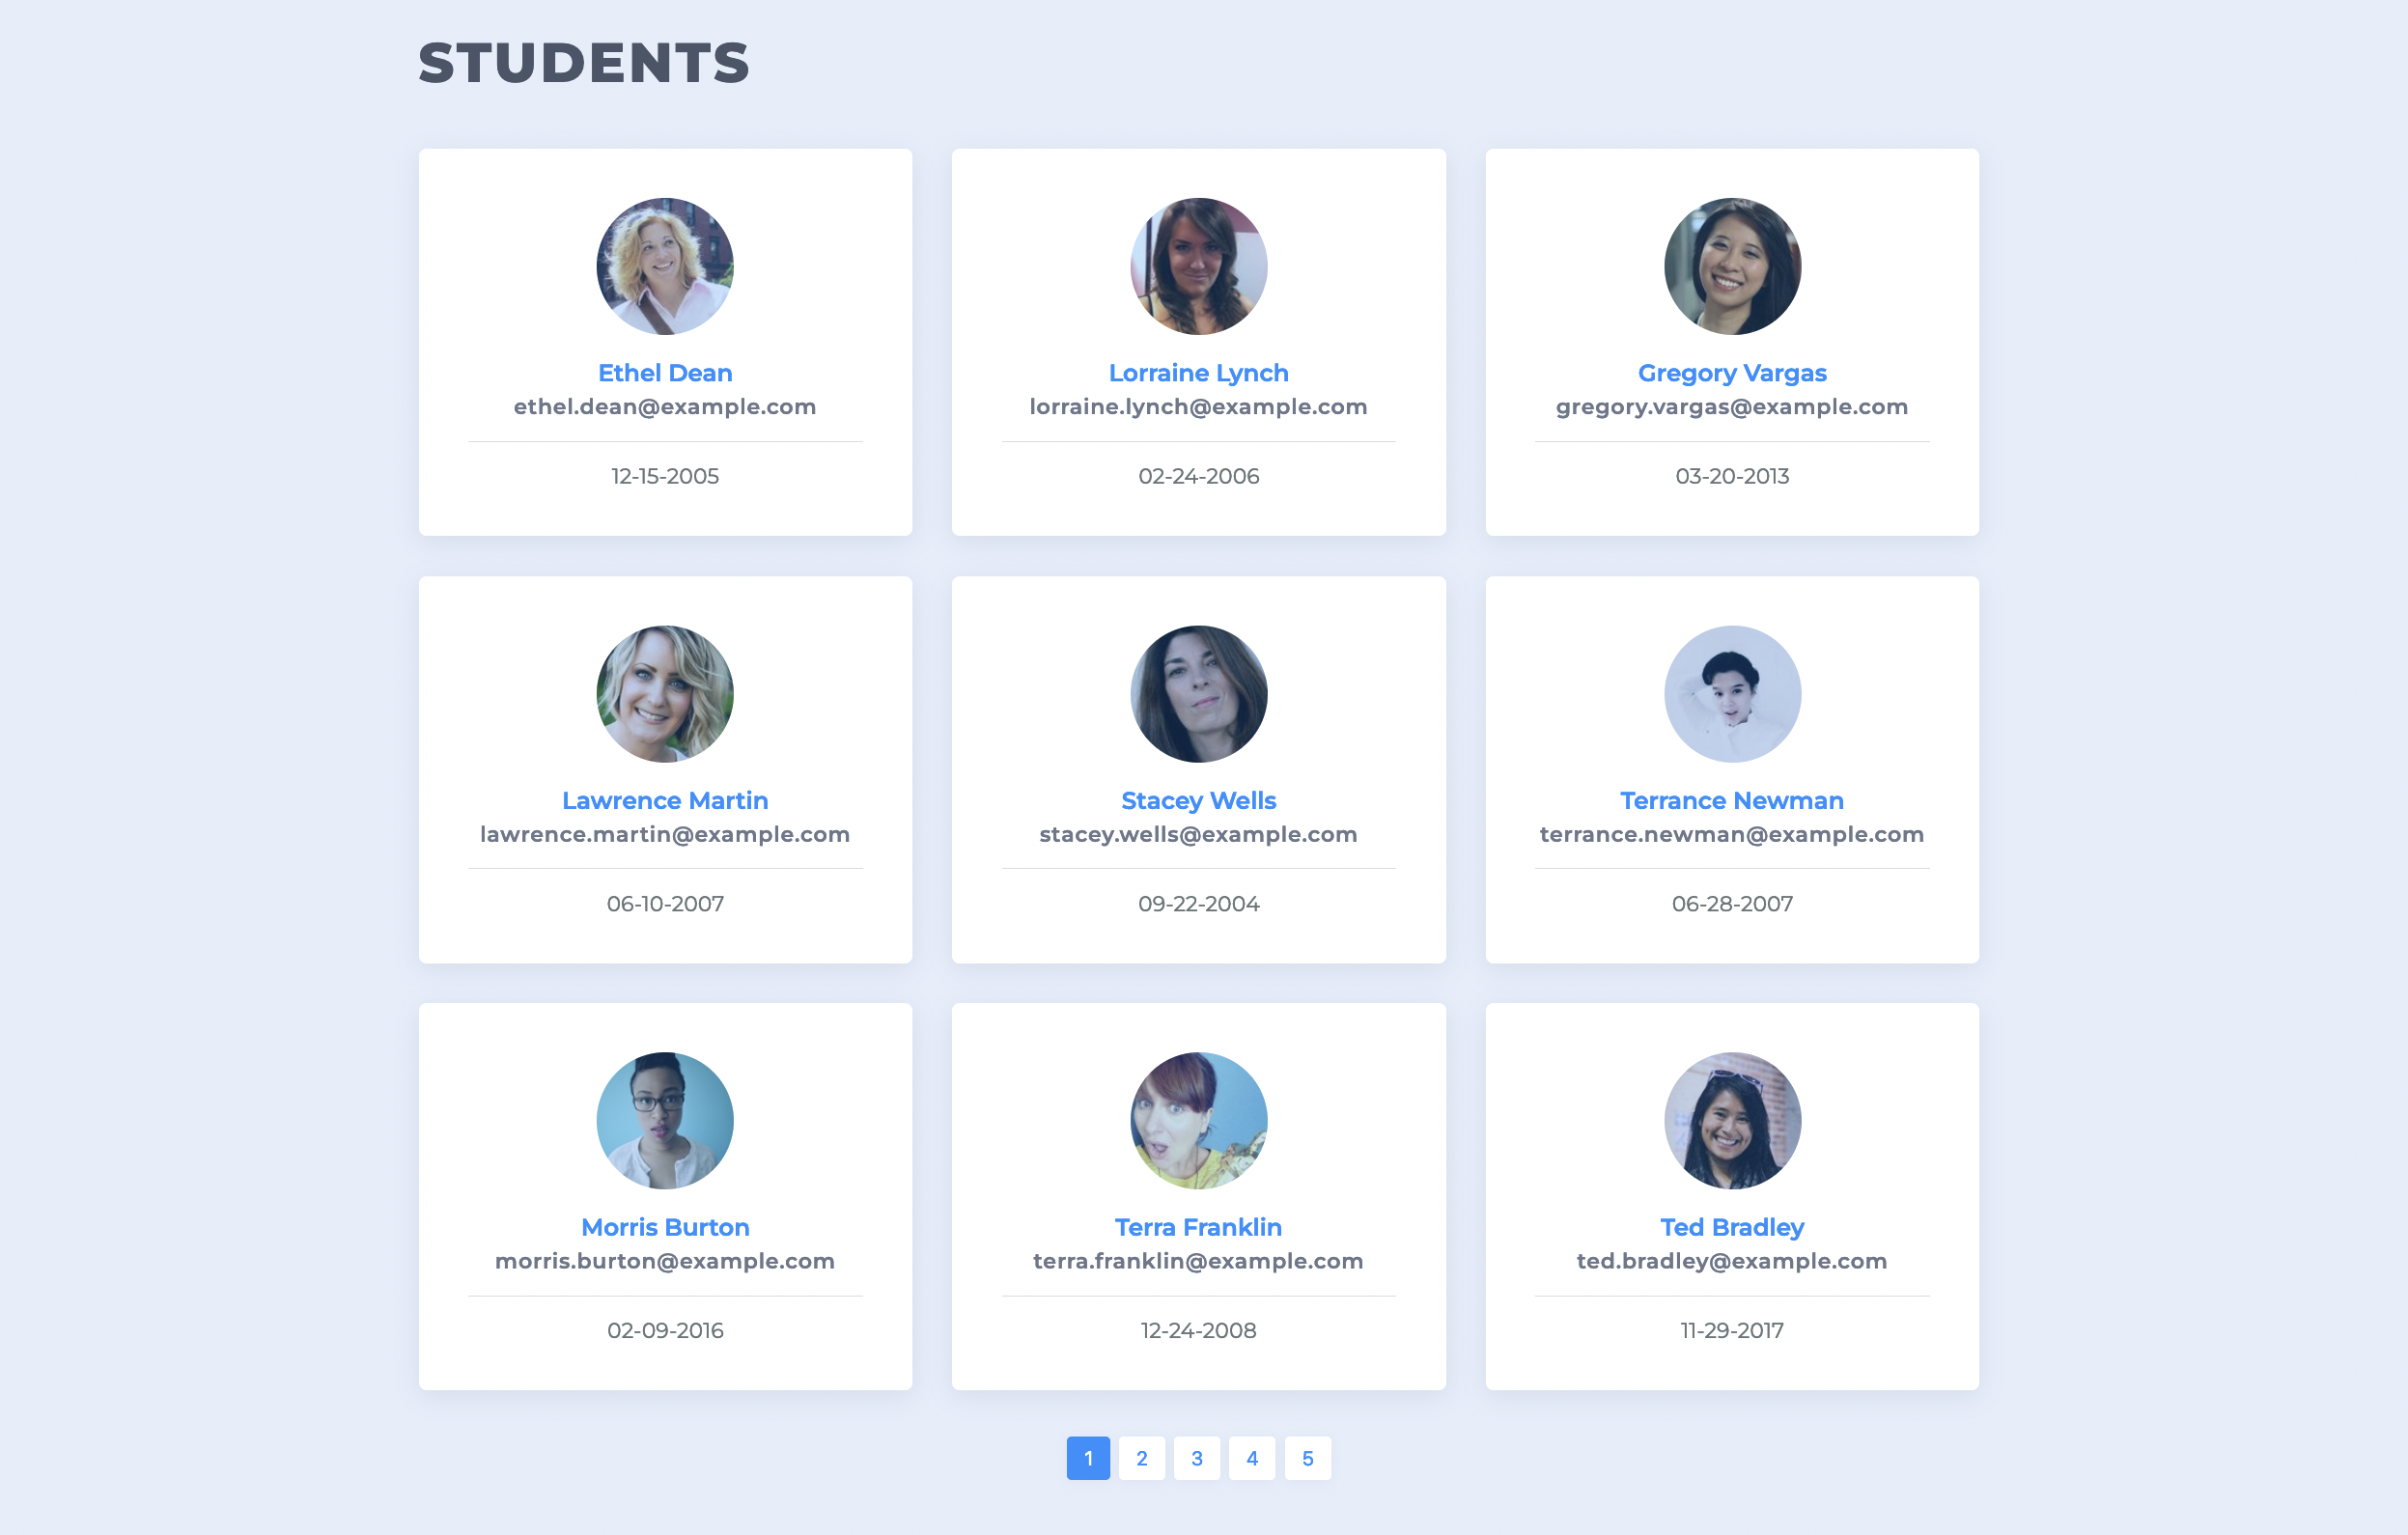 STUDENTS
Ethel Dean
ethel.dean@example.com
12-15-2005
Lorraine Lynch
lorraine.lynch@example.com
02-24-2006
Gregory Vargas
gregory.vargas@example.com
03-20-2013
Lawrence Martin
lawrence.martin@example.com
06-10-2007
Stacey Wells
stacey.wells@example.com
09-22-2004
Terrance Newman
terrance.newman@example.com
06-28-2007
Morris Burton
morris.burton@example.com
02-09-2016
Terra Franklin
terra.franklin@example.com
12-24-2008
Ted Bradley
ted.bradley@example.com
11-29-2017
1 2 3 4 5